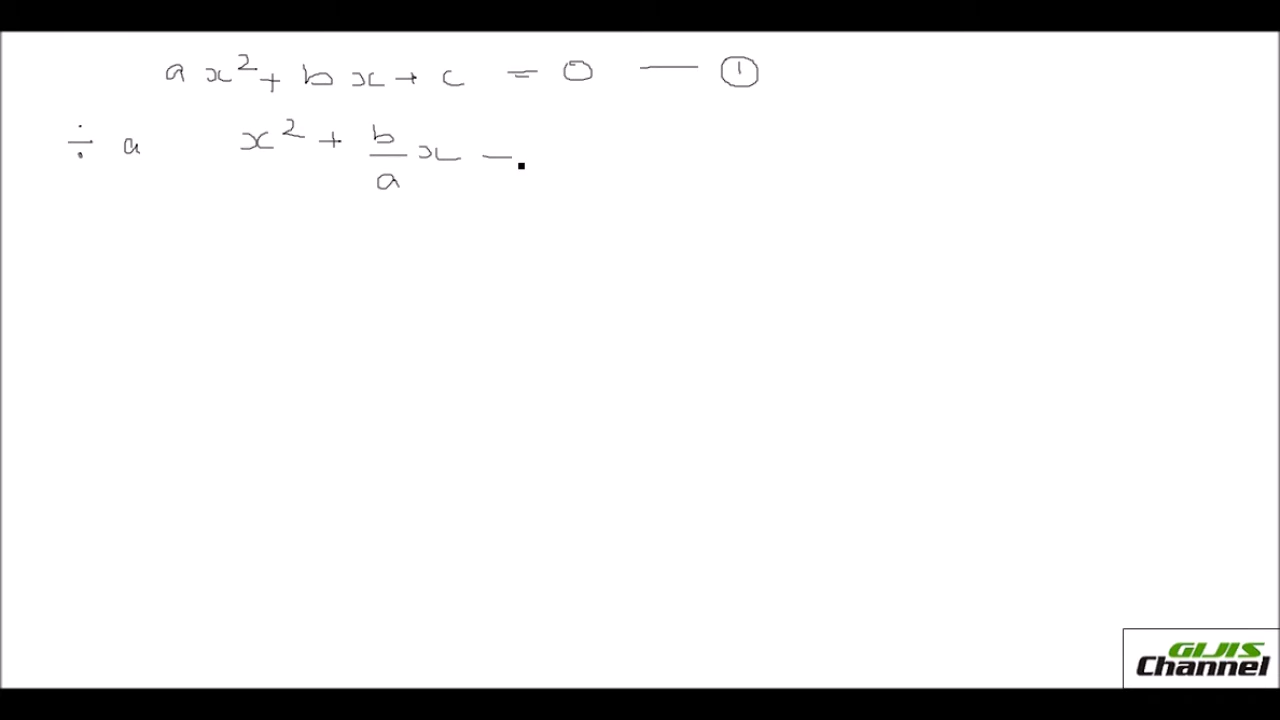 ax² + bx + c = 0 — ①
÷ a x² + b/a x —
GIJIS
Channel